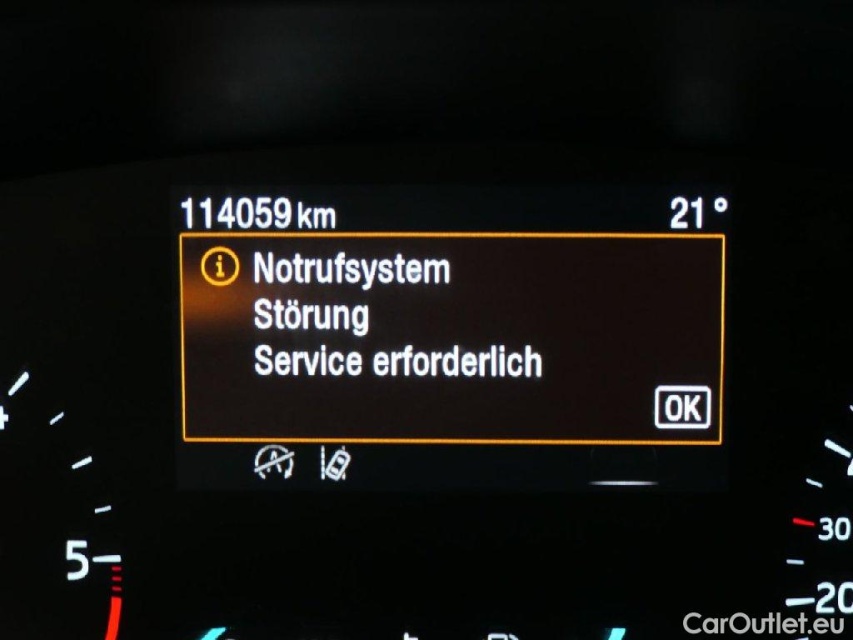 114059 km 21°
Notrufsystem
Störung
Service erforderlich
OK
5
30
20
CarOutlet.eu